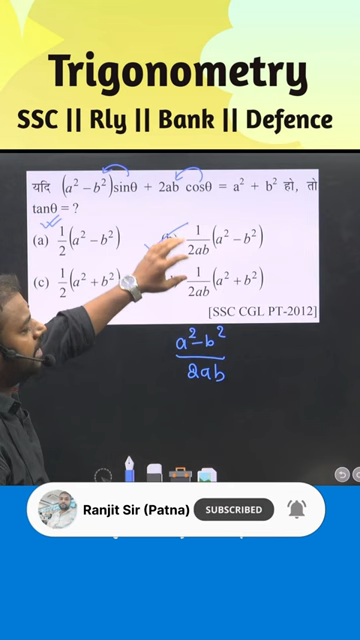 Trigonometry
SSC || Rly || Bank || Defence
यदि (a² − b²)sinθ + 2ab cosθ = a² + b² हो, तो
tanθ = ?
(a) 1/2 (a² − b²) 1/2ab (a² − b²)
(c) 1/2 (a² + b²) 1/2ab (a² + b²)
[SSC CGL PT-2012]
a² − b²
2ab
Ranjit Sir (Patna) SUBSCRIBED